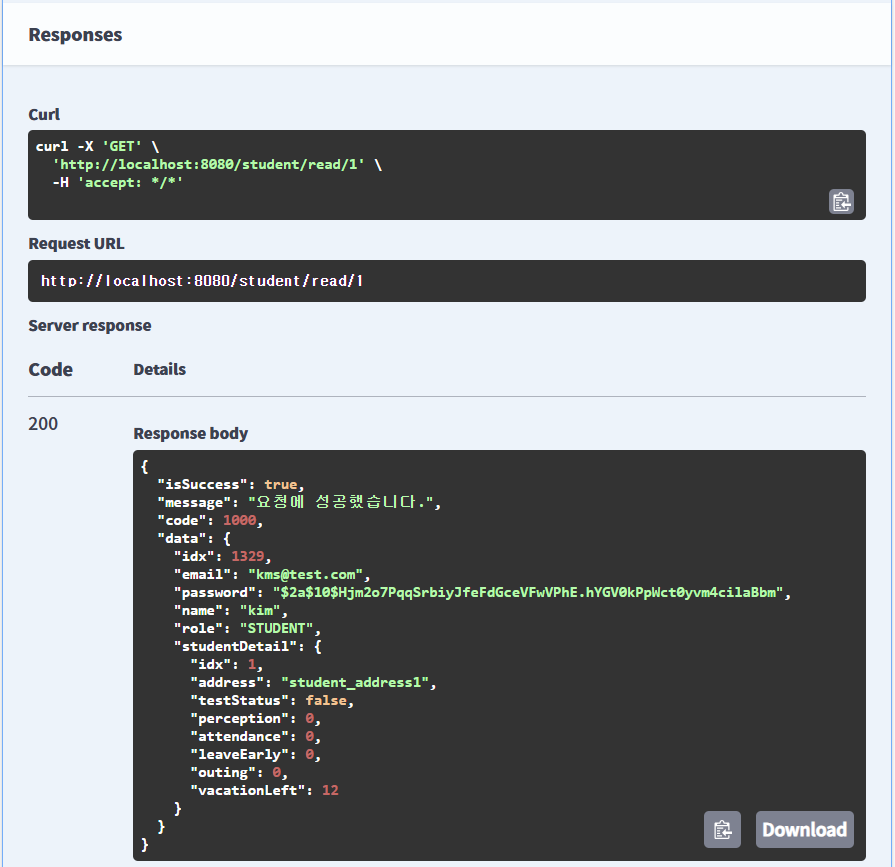 Responses
Curl
curl -X 'GET' \
  'http://localhost:8080/student/read/1' \
  -H 'accept: */*'
Request URL
http://localhost:8080/student/read/1
Server response
Code Details
200
Response body
{
  "isSuccess": true,
  "message": "요청에 성공했습니다.",
  "code": 1000,
  "data": {
    "idx": 1329,
    "email": "kms@test.com",
    "password": "$2a$10$Hjm2o7PqqSrbiyJfeFdGceVFwVPhE.hYGV0kPpWct0yvm4cilaBbm",
    "name": "kim",
    "role": "STUDENT",
    "studentDetail": {
      "idx": 1,
      "address": "student_address1",
      "testStatus": false,
      "perception": 0,
      "attendance": 0,
      "leaveEarly": 0,
      "outing": 0,
      "vacationLeft": 12
    }
  }
}
Download